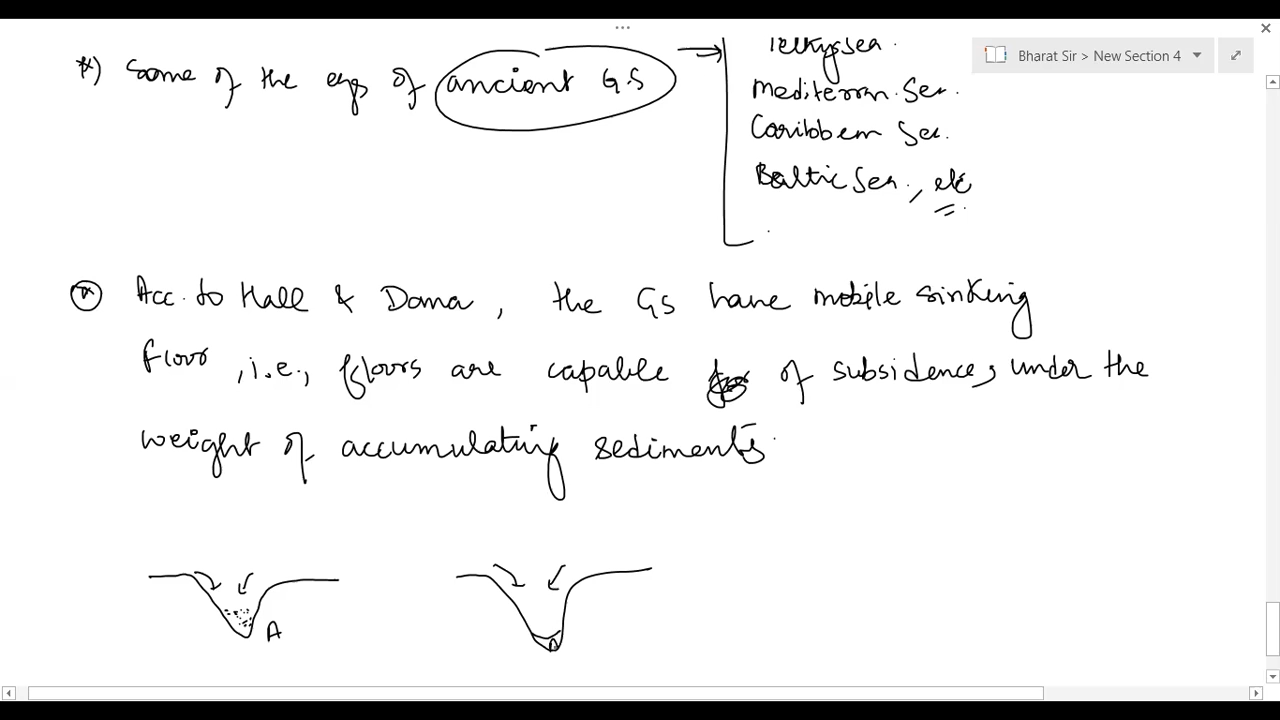 Bharat Sir > New Section 4
*) Some of the egs of ancient G.S →
Tethys Sea.
Mediterran. Sea.
Caribbean Sea.
Baltic Sea., etc
* Acc. to Hall & Dana, the GS have mobile sinking
floor, i.e., floors are capable of subsidence, under the
weight of accumulating sediments.
A
A